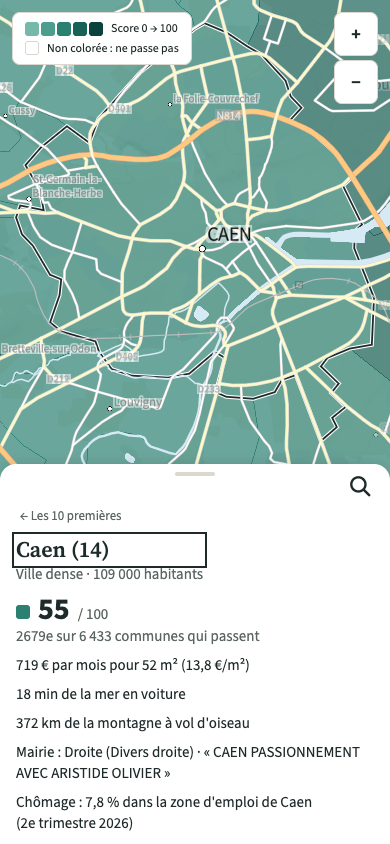 Score 0 → 100
Non colorée : ne passe pas
+
−
D22
Cussy
D401
la Folie-Couvrechef
N814
St-Germain-la-
Blanche-Herbe
CAEN
Bretteville-sur-Odon
D405
D212
D233
Louvigny
← Les 10 premières
Caen (14)
Ville dense · 109 000 habitants
55 / 100
2679e sur 6 433 communes qui passent
719 € par mois pour 52 m² (13,8 €/m²)
18 min de la mer en voiture
372 km de la montagne à vol d'oiseau
Mairie : Droite (Divers droite) · « CAEN PASSIONNEMENT
AVEC ARISTIDE OLIVIER »
Chômage : 7,8 % dans la zone d'emploi de Caen
(2e trimestre 2026)